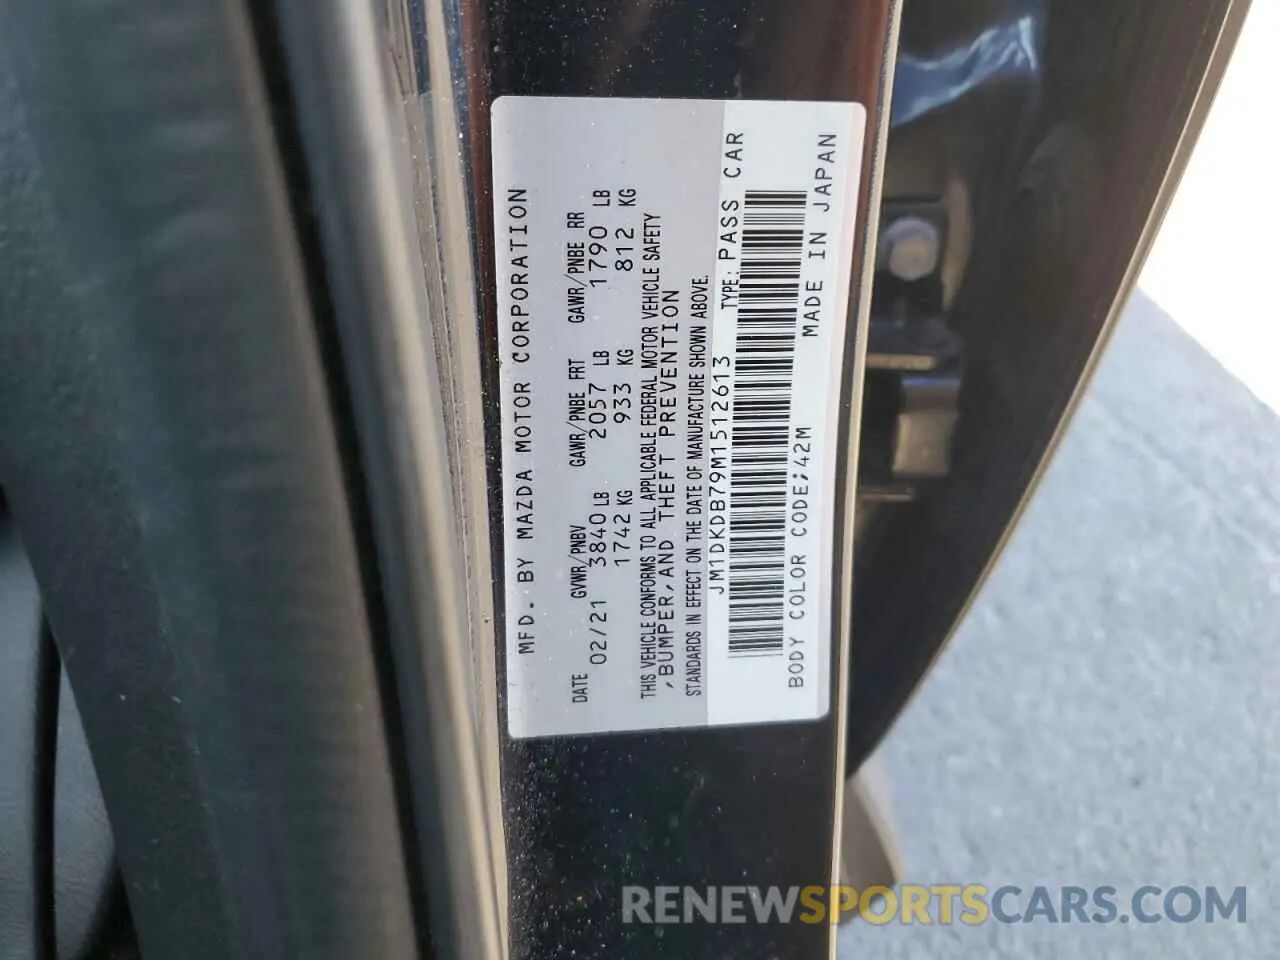 MFD. BY MAZDA MOTOR CORPORATION
DATE GVWR/PNBV GAWR/PNBE FRT GAWR/PNBE RR
02/21 3840 LB 2057 LB 1790 LB
1742 KG 933 KG 812 KG
THIS VEHICLE CONFORMS TO ALL APPLICABLE FEDERAL MOTOR VEHICLE SAFETY
,BUMPER,AND THEFT PREVENTION
STANDARDS IN EFFECT ON THE DATE OF MANUFACTURE SHOWN ABOVE.
JM1DKDB79M1512613 TYPE: PASS CAR
BODY COLOR CODE;42M MADE IN JAPAN
RENEWSPORTSCARS.COM